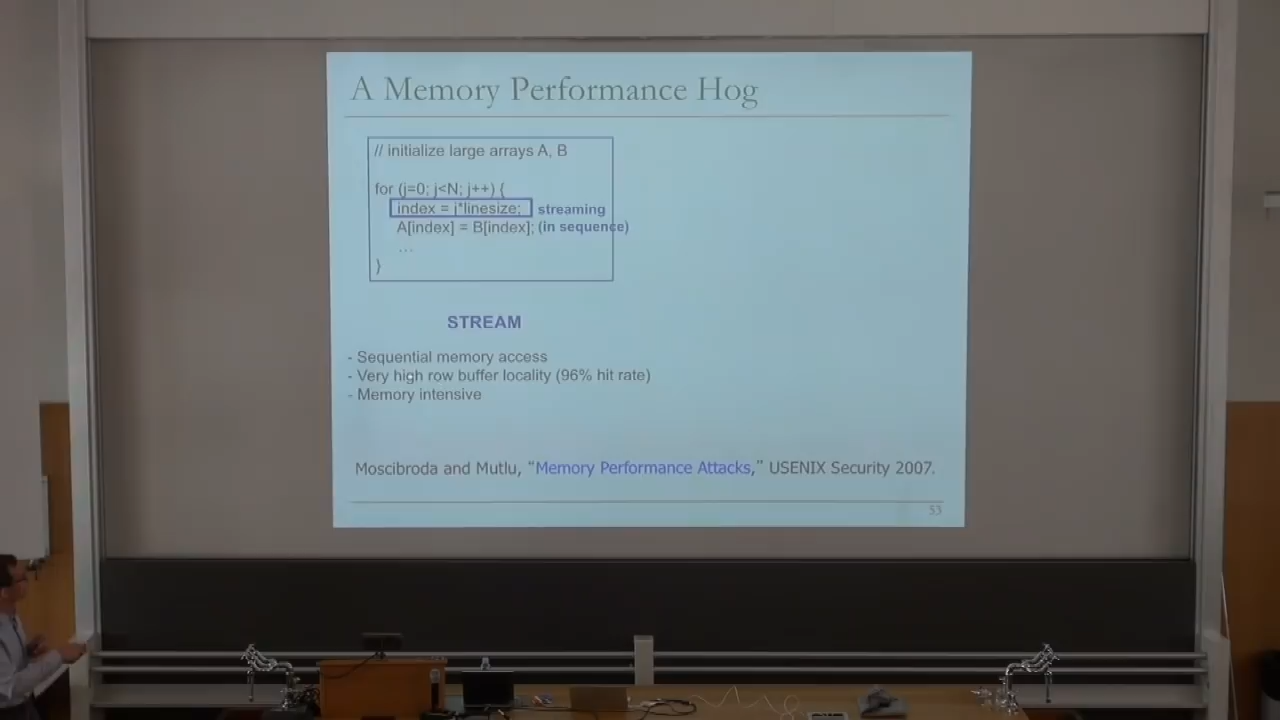 A Memory Performance Hog
// initialize large arrays A, B
for (j=0; j<N; j++) {
index = j*linesize; streaming
A[index] = B[index]; (in sequence)
…
}
STREAM
- Sequential memory access
- Very high row buffer locality (96% hit rate)
- Memory intensive
Moscibroda and Mutlu, “Memory Performance Attacks,” USENIX Security 2007.
53